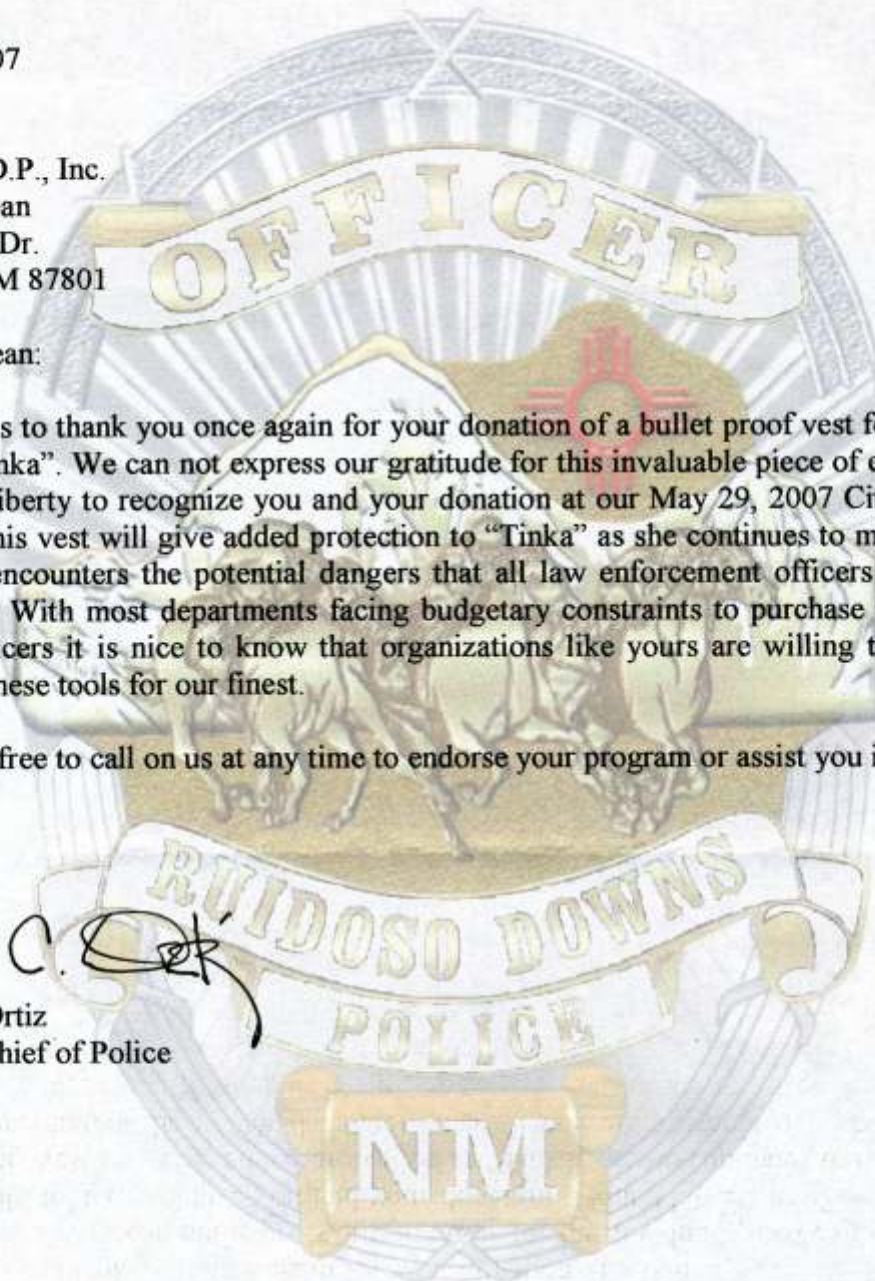 07
D.P., Inc.
ean
Dr.
M 87801
ean:
s to thank you once again for your donation of a bullet proof vest f
nka”. We can not express our gratitude for this invaluable piece of
liberty to recognize you and your donation at our May 29, 2007 Ci
his vest will give added protection to “Tinka” as she continues to m
encounters the potential dangers that all law enforcement officers
With most departments facing budgetary constraints to purchase
icers it is nice to know that organizations like yours are willing t
hese tools for our finest.
free to call on us at any time to endorse your program or assist you i
C.
Ortiz
hief of Police
OFFICER
RUIDOSO DOWNS
POLICE
NM